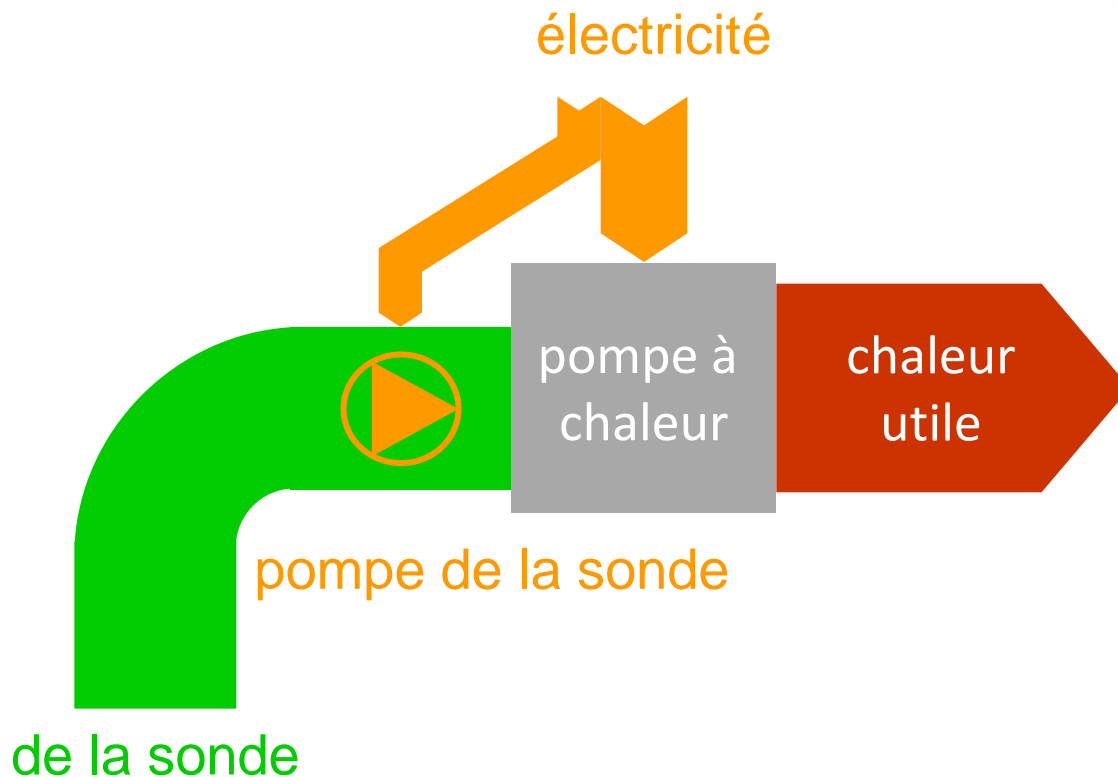 électricité
pompe à
chaleur
chaleur
utile
pompe de la sonde
de la sonde